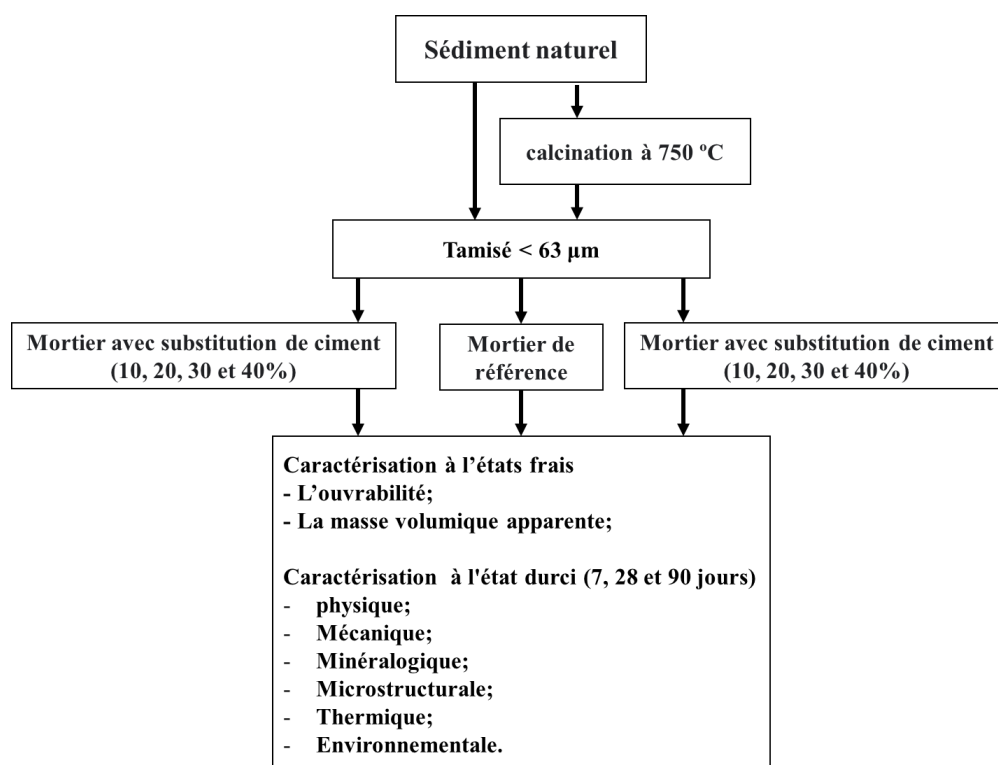 Sédiment naturel
calcination à 750 ºC
Tamisé < 63 µm
Mortier avec substitution de ciment
(10, 20, 30 et 40%)
Mortier de
référence
Mortier avec substitution de ciment
(10, 20, 30 et 40%)
Caractérisation à l’états frais
- L’ouvrabilité;
- La masse volumique apparente;
Caractérisation à l'état durci (7, 28 et 90 jours)
- physique;
- Mécanique;
- Minéralogique;
- Microstructurale;
- Thermique;
- Environnementale.